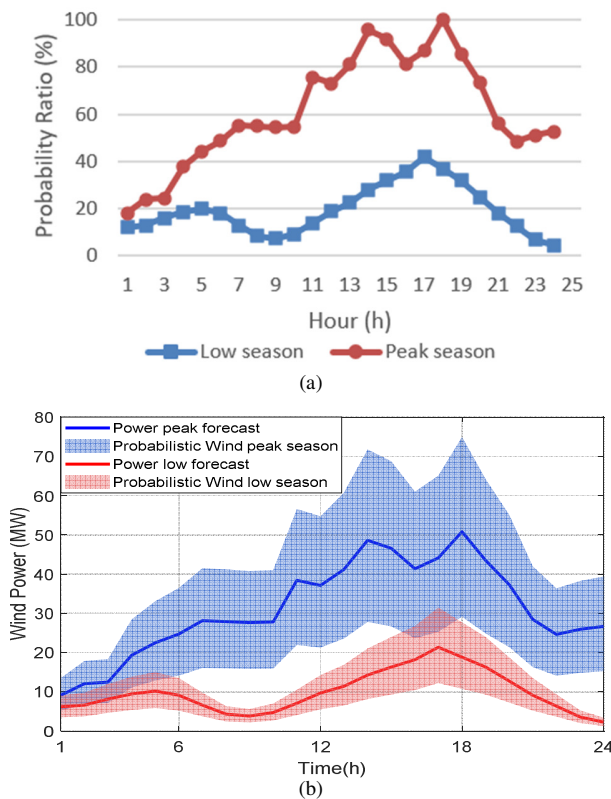 100
80
60
40
20
0
Probability Ratio (%)
1 3 5 7 9 11 13 15 17 19 21 23 25
Hour (h)
Low season Peak season
(a)
80
70
60
50
40
30
20
10
0
Wind Power (MW)
Power peak forecast
Probabilistic Wind peak season
Power low forecast
Probabilistic Wind low season
1 6 12 18 24
Time(h)
(b)